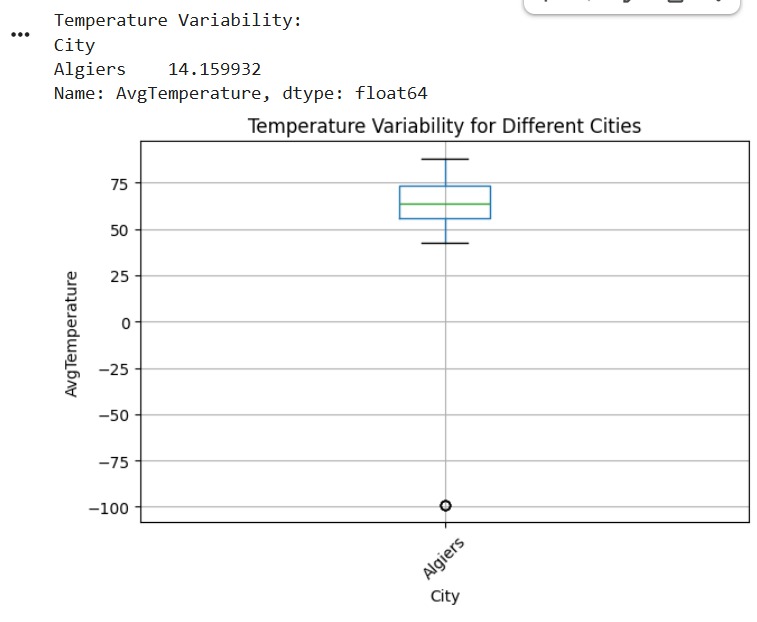 Temperature Variability:
City
Algiers    14.159932
Name: AvgTemperature, dtype: float64
Temperature Variability for Different Cities
75
50
25
0
−25
−50
−75
−100
AvgTemperature
Algiers
City